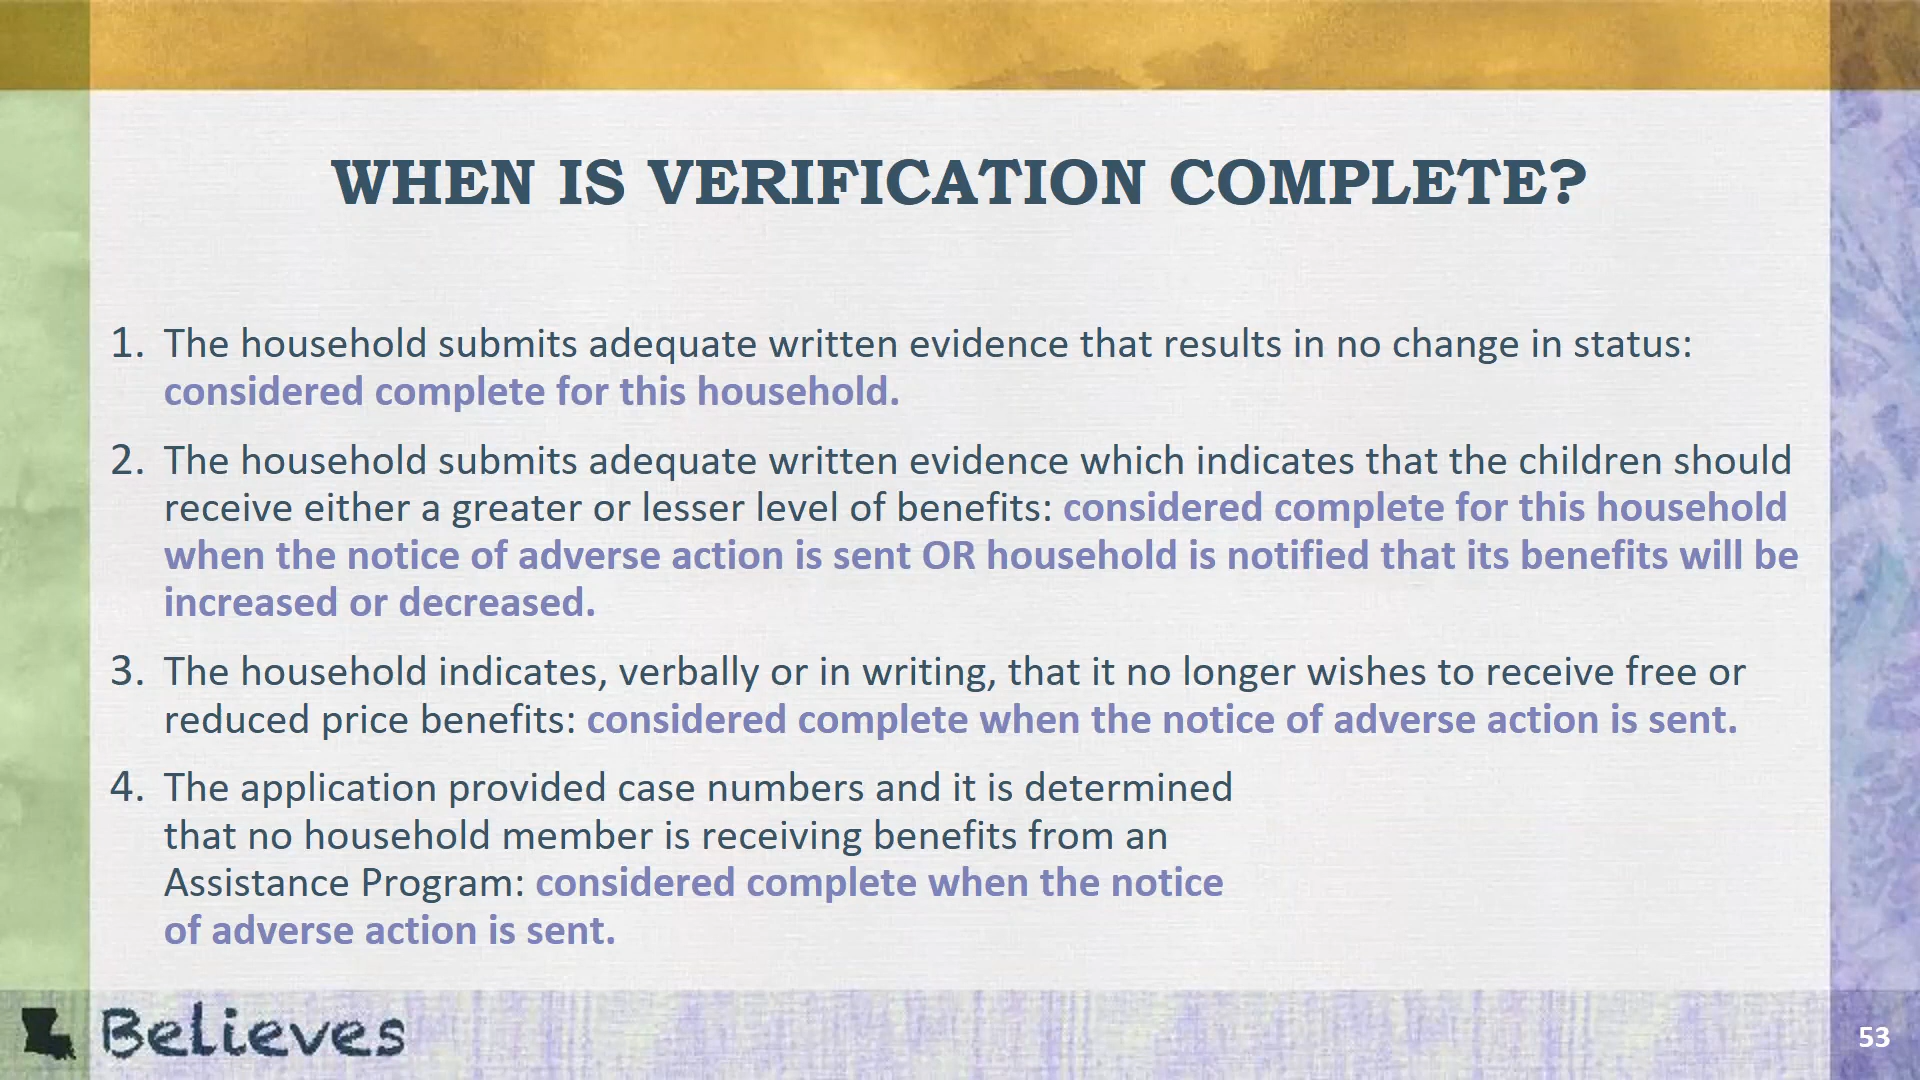 WHEN IS VERIFICATION COMPLETE?
1. The household submits adequate written evidence that results in no change in status:
considered complete for this household.
2. The household submits adequate written evidence which indicates that the children should
receive either a greater or lesser level of benefits: considered complete for this household
when the notice of adverse action is sent OR household is notified that its benefits will be
increased or decreased.
3. The household indicates, verbally or in writing, that it no longer wishes to receive free or
reduced price benefits: considered complete when the notice of adverse action is sent.
4. The application provided case numbers and it is determined
that no household member is receiving benefits from an
Assistance Program: considered complete when the notice
of adverse action is sent.
Believes
53